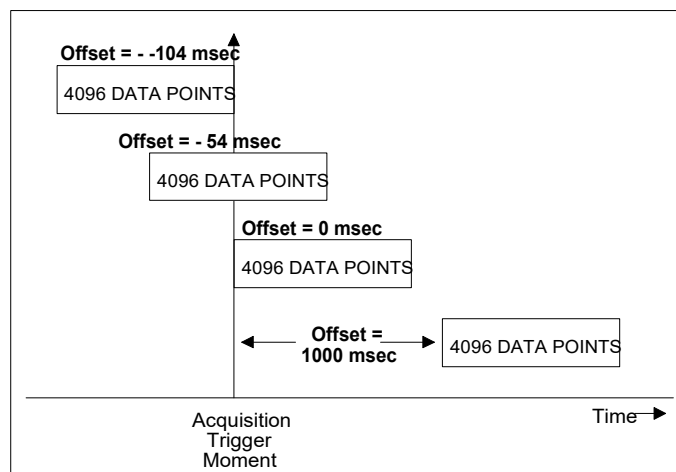 Offset = - -104 msec
4096 DATA POINTS
Offset = - 54 msec
4096 DATA POINTS
Offset = 0 msec
4096 DATA POINTS
Offset =
1000 msec
4096 DATA POINTS
Acquisition
Trigger
Moment
Time